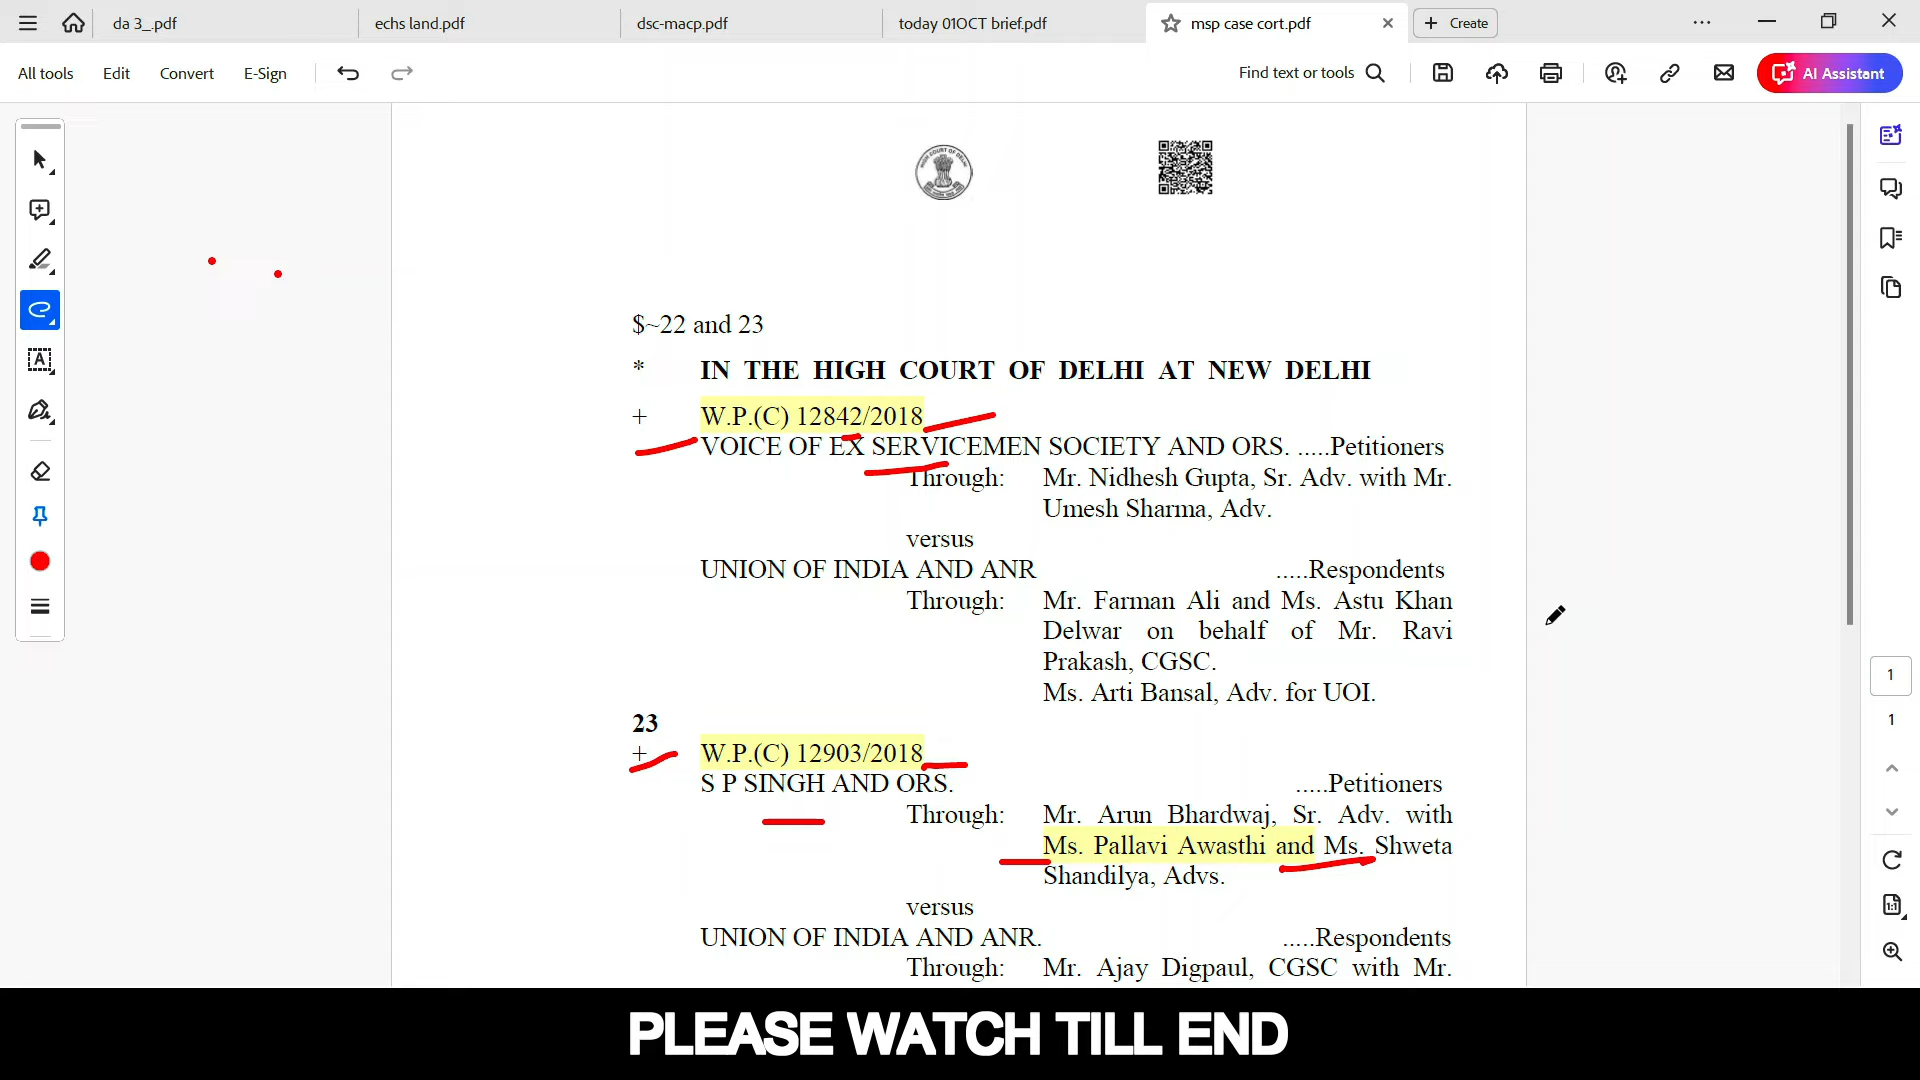 da 3_.pdf
echs land.pdf
dsc-macp.pdf
today 01OCT brief.pdf
msp case cort.pdf
Create
All tools
Edit
Convert
E-Sign
Find text or tools
AI Assistant
$~22 and 23
* IN THE HIGH COURT OF DELHI AT NEW DELHI
+ W.P.(C) 12842/2018
VOICE OF EX SERVICEMEN SOCIETY AND ORS. .....Petitioners
Through: Mr. Nidhesh Gupta, Sr. Adv. with Mr.
Umesh Sharma, Adv.
versus
UNION OF INDIA AND ANR .....Respondents
Through: Mr. Farman Ali and Ms. Astu Khan
Delwar on behalf of Mr. Ravi
Prakash, CGSC.
Ms. Arti Bansal, Adv. for UOI.
23
+ W.P.(C) 12903/2018
S P SINGH AND ORS. .....Petitioners
Through: Mr. Arun Bhardwaj, Sr. Adv. with
Ms. Pallavi Awasthi and Ms. Shweta
Shandilya, Advs.
versus
UNION OF INDIA AND ANR. .....Respondents
Through: Mr. Ajay Digpaul, CGSC with Mr.
1
1
PLEASE WATCH TILL END